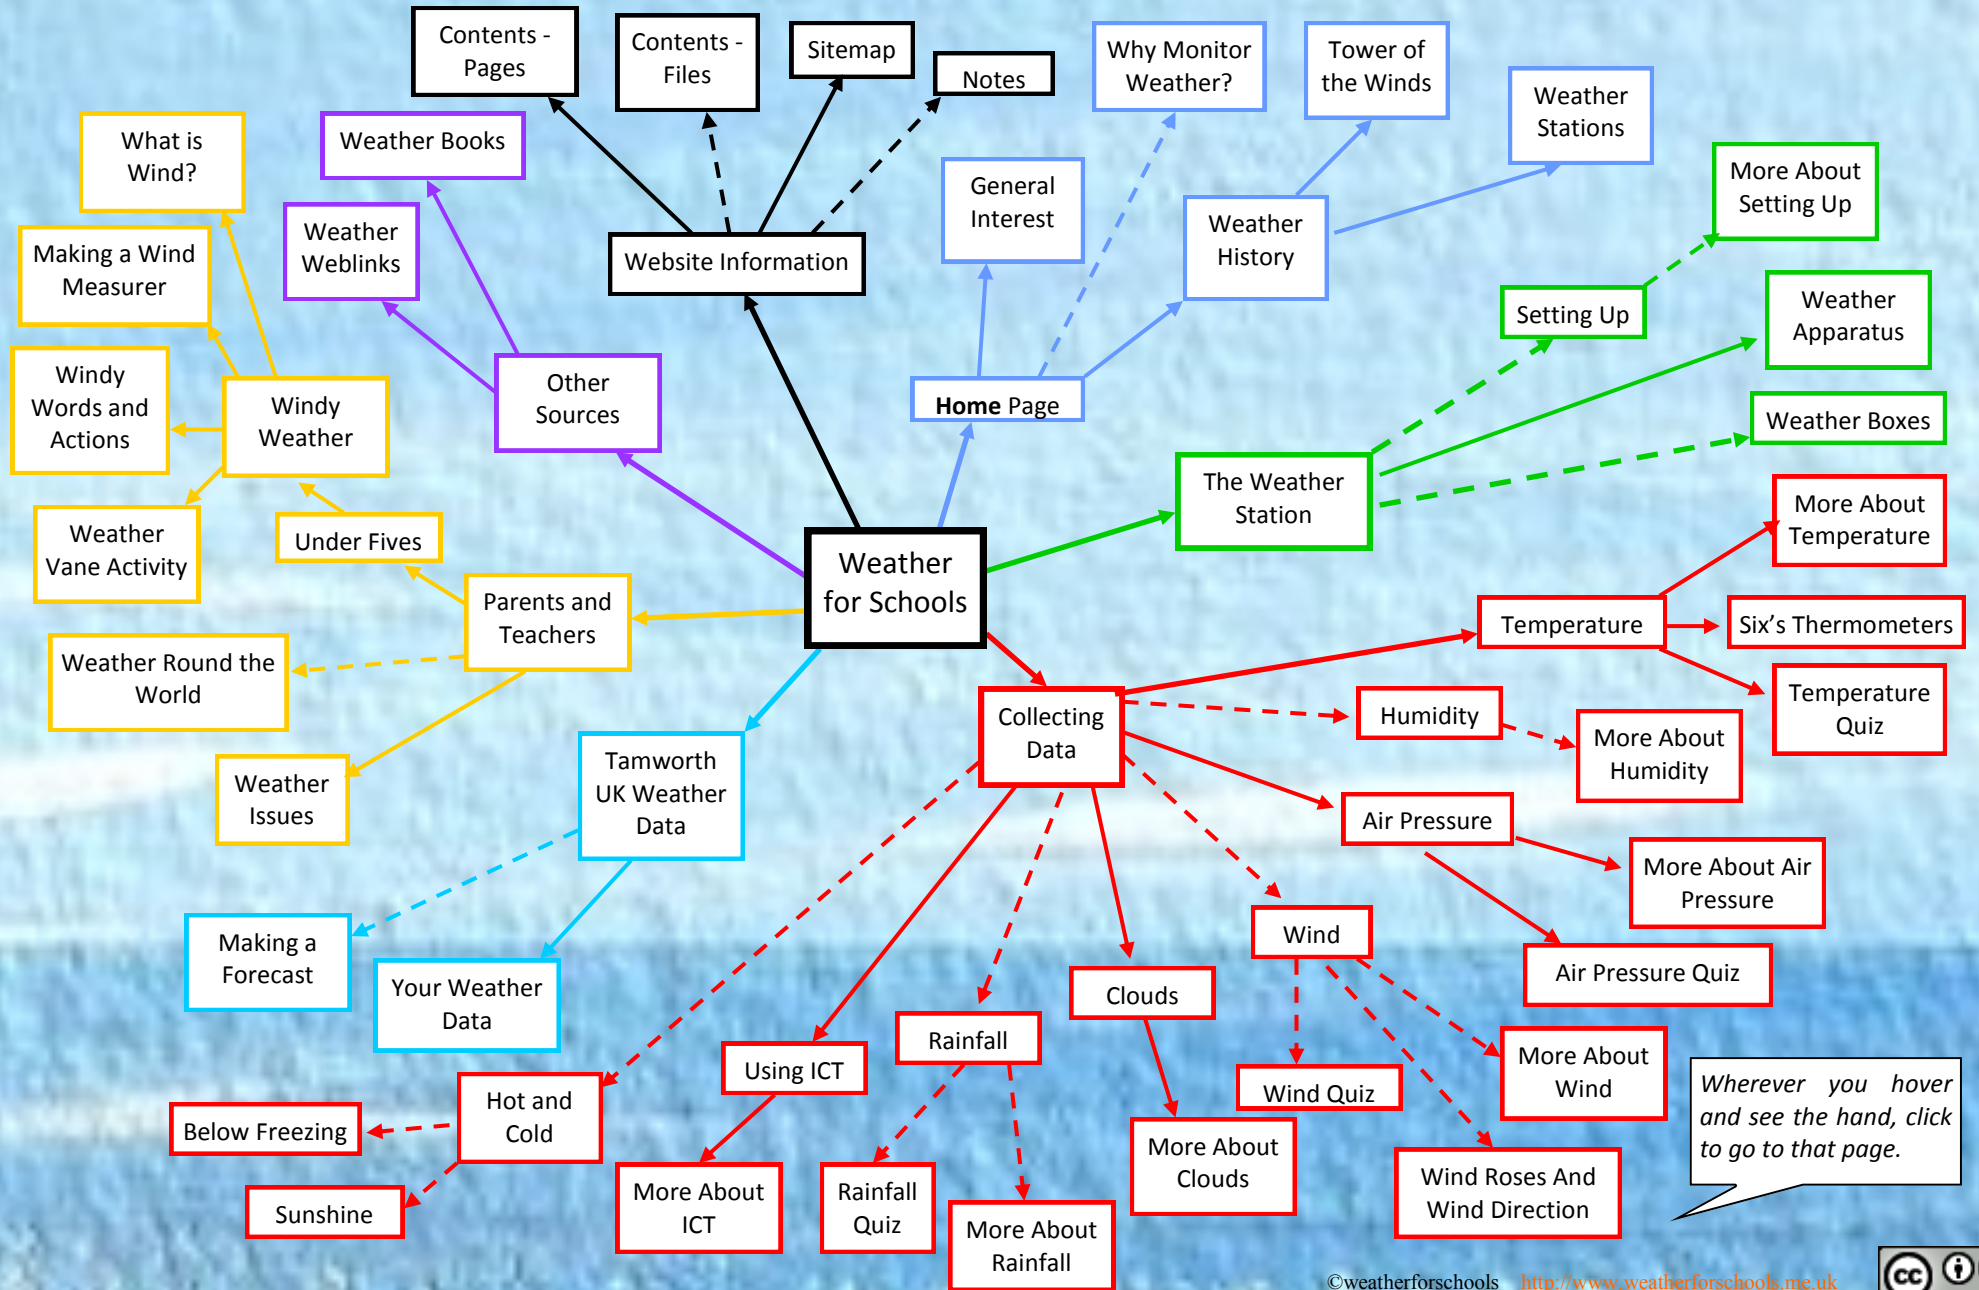 Contents -
Pages
Contents -
Files
Sitemap
Notes
Why Monitor
Weather?
Tower of
the Winds
Weather
Stations
What is
Wind?
Weather Books
General
Interest
More About
Setting Up
Making a Wind
Measurer
Weather
Weblinks
Website Information
Weather
History
Setting Up
Weather
Apparatus
Windy
Words and
Actions
Windy
Weather
Other
Sources
Home Page
Weather Boxes
The Weather
Station
Weather
Vane Activity
Under Fives
Weather
for Schools
More About
Temperature
Parents and
Teachers
Temperature
Six's Thermometers
Weather Round the
World
Temperature
Quiz
Collecting
Data
Humidity
More About
Humidity
Weather
Issues
Tamworth
UK Weather
Data
Air Pressure
More About Air
Pressure
Making a
Forecast
Your Weather
Data
Wind
Air Pressure Quiz
Clouds
Rainfall
Using ICT
Hot and
Cold
Below Freezing
Sunshine
More About
ICT
Rainfall
Quiz
More About
Rainfall
More About
Clouds
Wind Quiz
More About
Wind
Wind Roses And
Wind Direction
Wherever you hover
and see the hand, click
to go to that page.
©weatherforschools http://www.weatherforschools.me.uk
cc